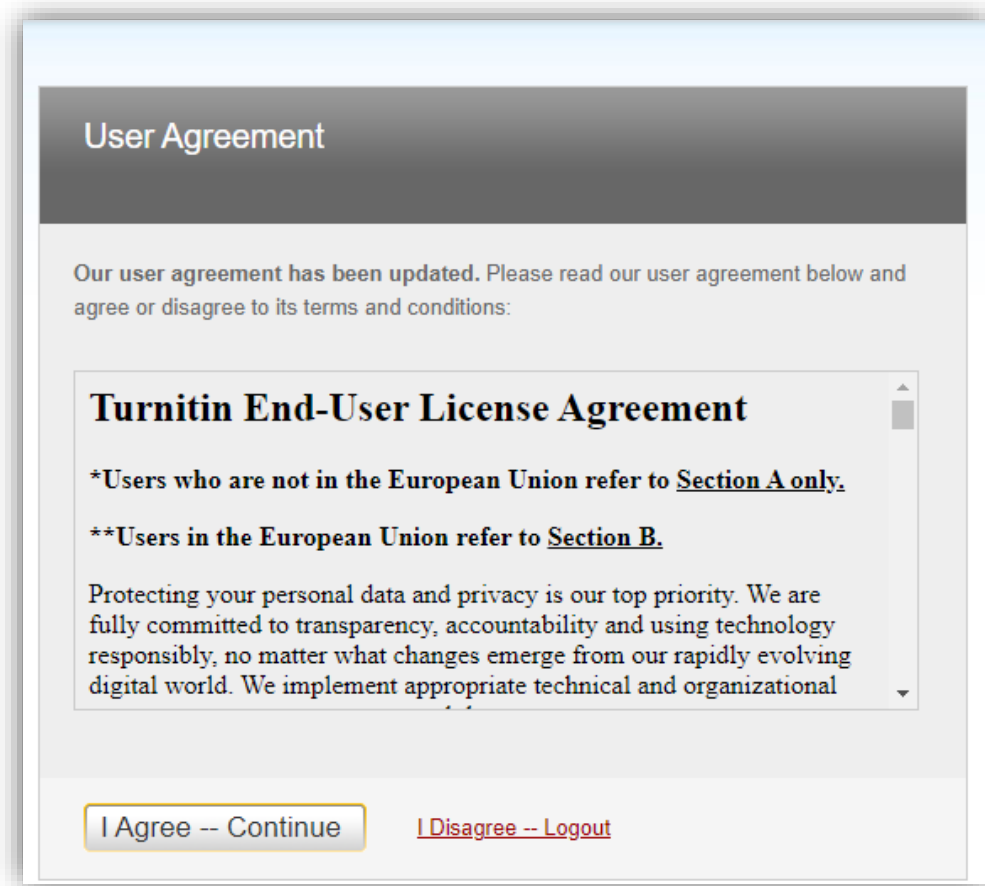 User Agreement
Our user agreement has been updated. Please read our user agreement below and
agree or disagree to its terms and conditions:
Turnitin End-User License Agreement
*Users who are not in the European Union refer to Section A only.
**Users in the European Union refer to Section B.
Protecting your personal data and privacy is our top priority. We are
fully committed to transparency, accountability and using technology
responsibly, no matter what changes emerge from our rapidly evolving
digital world. We implement appropriate technical and organizational
I Agree -- Continue
I Disagree -- Logout